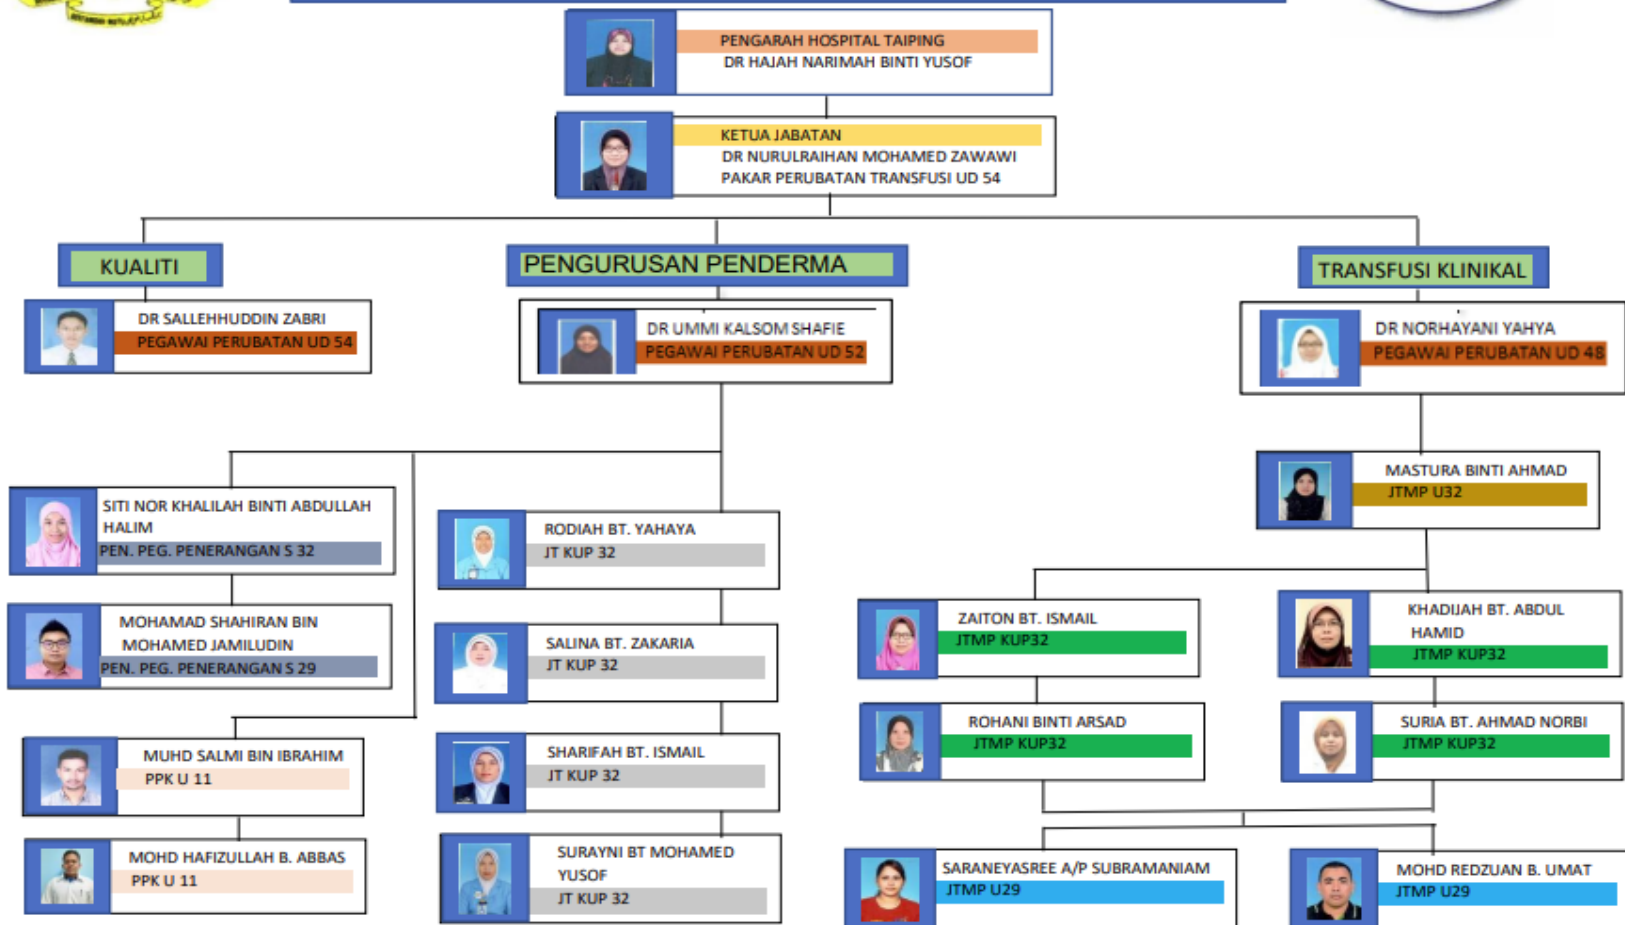 PENGARAH HOSPITAL TAIPING
DR HAJAH NARIMAH BINTI YUSOF
KETUA JABATAN
DR NURULRAIHAN MOHAMED ZAWAWI
PAKAR PERUBATAN TRANSFUSI UD 54
KUALITI
DR SALLEHHUDDIN ZABRI
PEGAWAI PERUBATAN UD 54
PENGURUSAN PENDERMA
DR UMMI KALSOM SHAFIE
PEGAWAI PERUBATAN UD 52
TRANSFUSI KLINIKAL
DR NORHAYANI YAHYA
PEGAWAI PERUBATAN UD 48
SITI NOR KHALILAH BINTI ABDULLAH
HALIM
PEN. PEG. PENERANGAN S 32
MOHAMAD SHAHIRAN BIN
MOHAMED JAMILUDIN
PEN. PEG. PENERANGAN S 29
MUHD SALMI BIN IBRAHIM
PPK U 11
MOHD HAFIZULLAH B. ABBAS
PPK U 11
RODIAH BT. YAHAYA
JT KUP 32
SALINA BT. ZAKARIA
JT KUP 32
SHARIFAH BT. ISMAIL
JT KUP 32
SURAYNI BT MOHAMED
YUSOF
JT KUP 32
MASTURA BINTI AHMAD
JTMP U32
ZAITON BT. ISMAIL
JTMP KUP32
ROHANI BINTI ARSAD
JTMP KUP32
KHADIJAH BT. ABDUL
HAMID
JTMP KUP32
SURIA BT. AHMAD NORBI
JTMP KUP32
SARANEYASREE A/P SUBRAMANIAM
JTMP U29
MOHD REDZUAN B. UMAT
JTMP U29